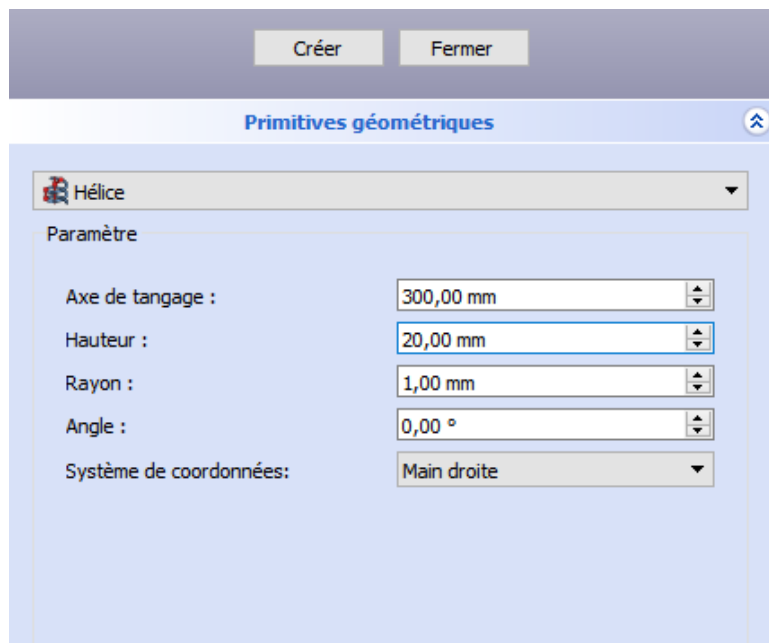 Créer Fermer
Primitives géométriques
Hélice
Paramètre
Axe de tangage : 300,00 mm
Hauteur : 20,00 mm
Rayon : 1,00 mm
Angle : 0,00 °
Système de coordonnées: Main droite